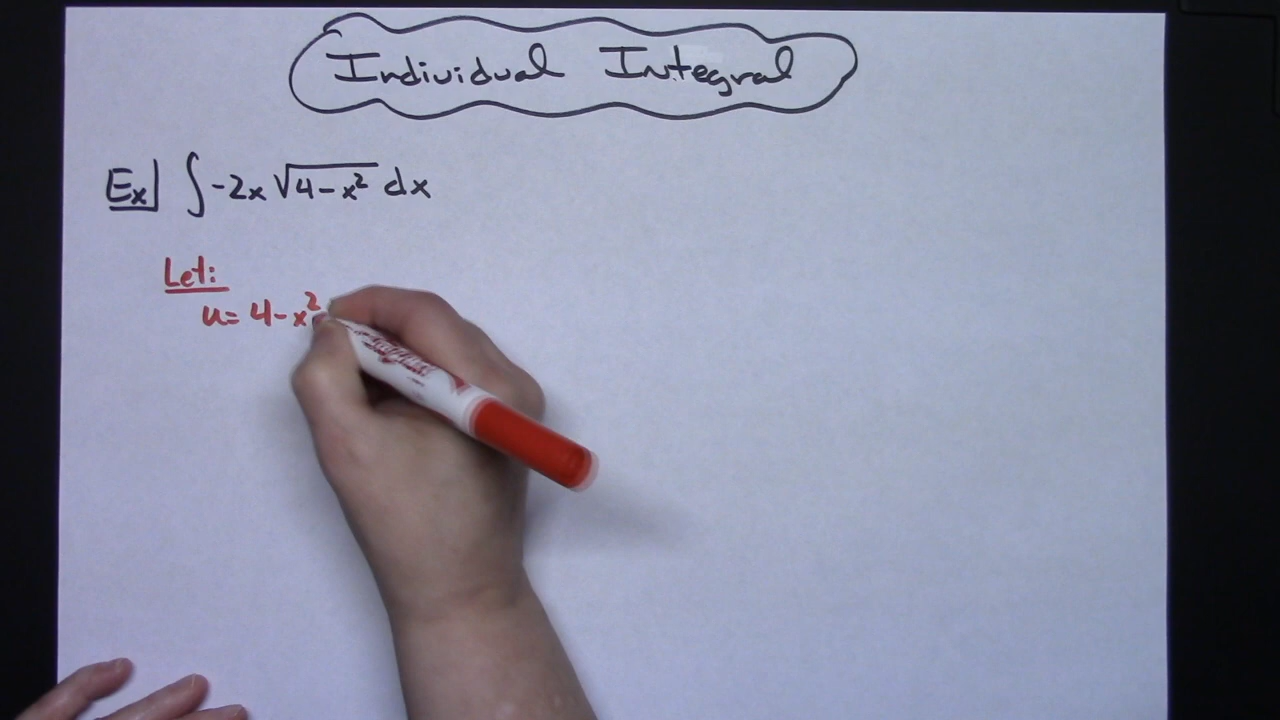 Individual Integral
Ex| ∫ -2x √(4-x²) dx
Let:
u= 4-x²